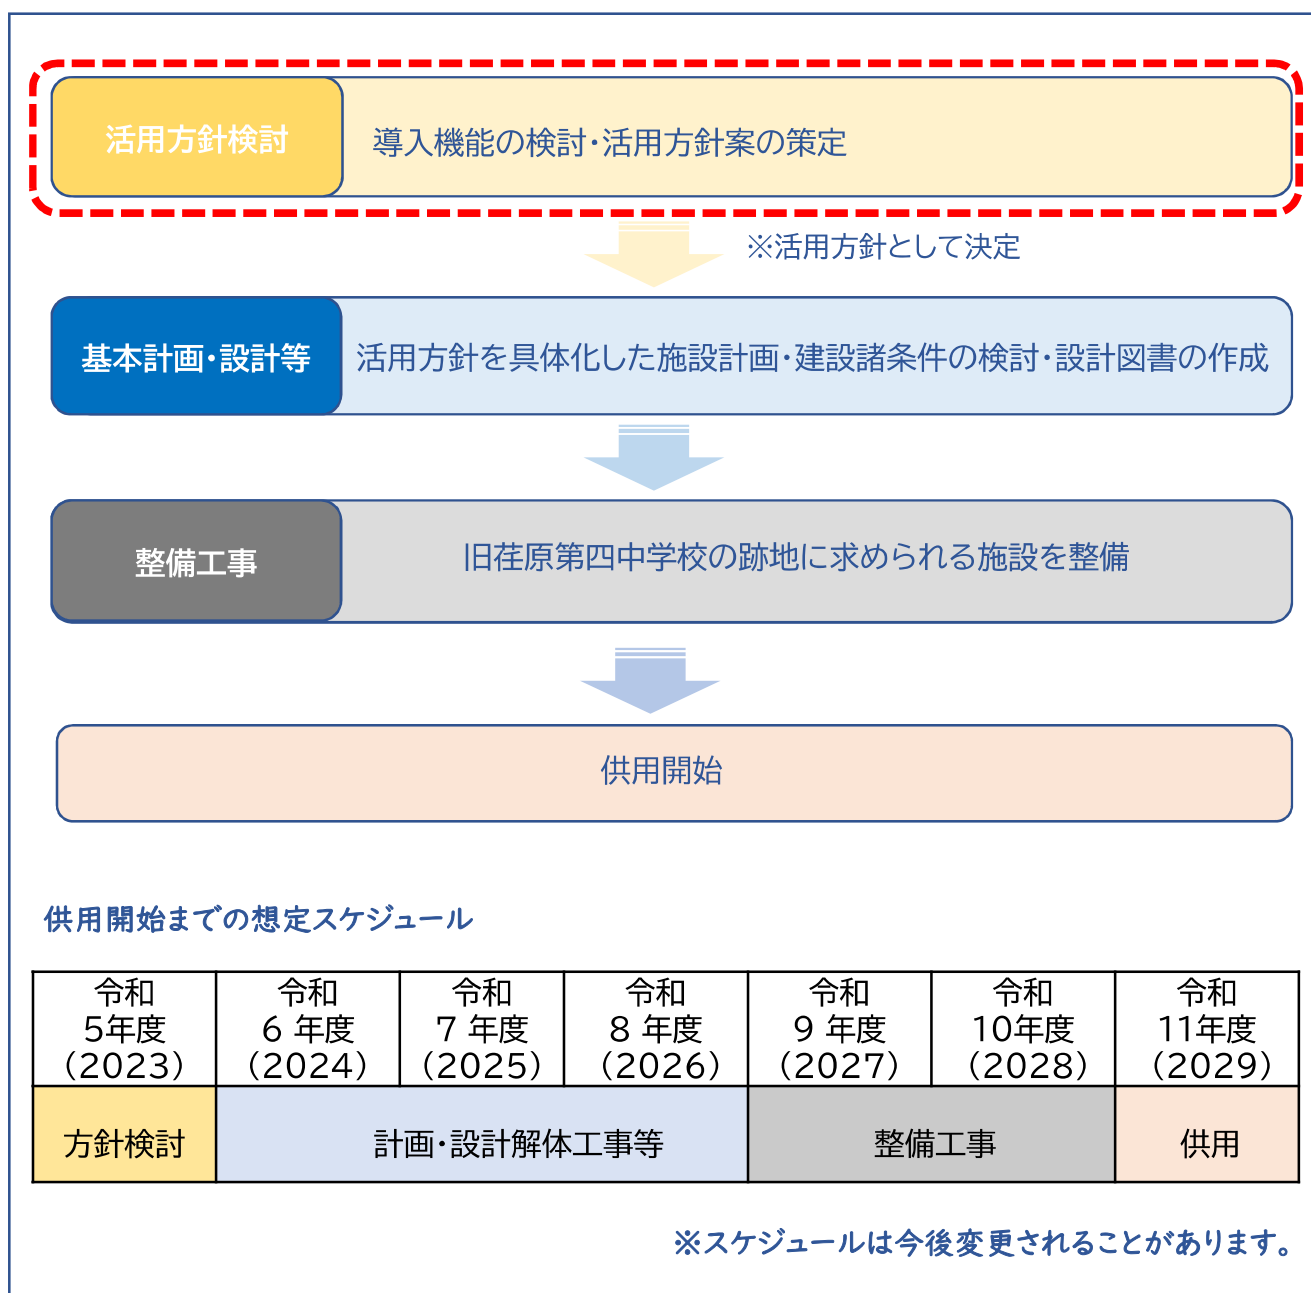 活用方針検討
導入機能の検討・活用方針案の策定
※活用方針として決定
基本計画・設計等
活用方針を具体化した施設計画・建設諸条件の検討・設計図書の作成
整備工事
旧荏原第四中学校の跡地に求められる施設を整備
供用開始
供用開始までの想定スケジュール
令和
5年度
（2023）
令和
6 年度
（2024）
令和
7 年度
（2025）
令和
8 年度
（2026）
令和
9 年度
（2027）
令和
10年度
（2028）
令和
11年度
（2029）
方針検討
計画・設計解体工事等
整備工事
供用
※スケジュールは今後変更されることがあります。